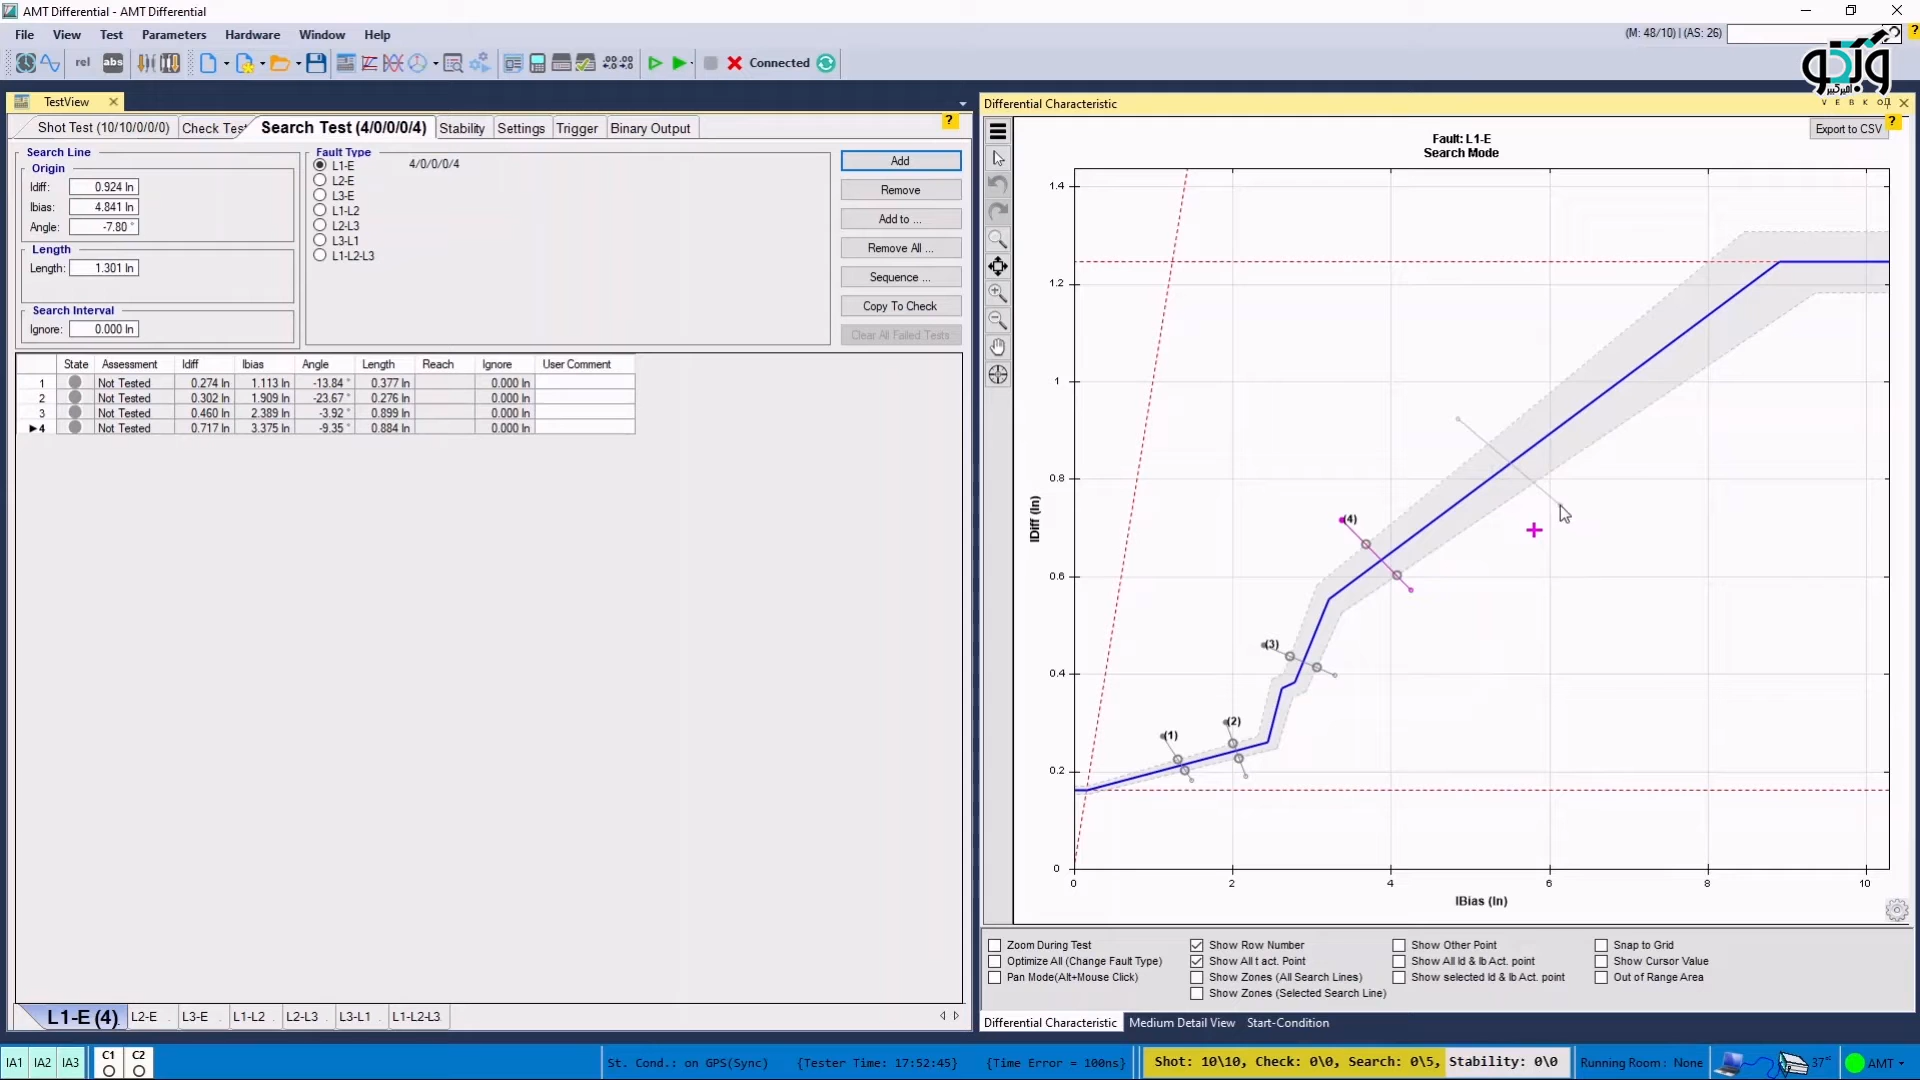 AMT Differential - AMT Differential
File View Test Parameters Hardware Window Help
(M: 48/10) | (AS: 26)
rel abs Connected
وبکو
امیرکبیر
VEBKO
TestView
Differential Characteristic
Shot Test (10/10/0/0/0) Check Test Search Test (4/0/0/0/4) Stability Settings Trigger Binary Output
Export to CSV
Search Line
Origin
Idiff: 0.924 In
Ibias: 4.841 In
Angle: -7.80 °
Length
Length: 1.301 In
Search Interval
Ignore: 0.000 In
Fault Type
L1-E 4/0/0/0/4
L2-E
L3-E
L1-L2
L2-L3
L3-L1
L1-L2-L3
Add
Remove
Add to ...
Remove All ...
Sequence ...
Copy To Check
Clear All Failed Tests
State Assessment Idiff Ibias Angle Length Reach Ignore User Comment
1 Not Tested 0.274 In 1.113 In -13.84 ° 0.377 In 0.000 In
2 Not Tested 0.302 In 1.909 In -23.67 ° 0.276 In 0.000 In
3 Not Tested 0.460 In 2.389 In -3.92 ° 0.899 In 0.000 In
4 Not Tested 0.717 In 3.375 In -9.35 ° 0.884 In 0.000 In
Fault: L1-E
Search Mode
1.4
1.2
1
0.8
0.6
0.4
0.2
0
IDiff (In)
(4)
(3)
(2)
(1)
0 2 4 6 8 10
IBias (In)
Zoom During Test Show Row Number Show Other Point Snap to Grid
Optimize All (Change Fault Type) Show All t act. Point Show All Id & Ib Act. point Show Cursor Value
Pan Mode(Alt+Mouse Click) Show Zones (All Search Lines) Show selected Id & Ib Act. point Out of Range Area
Show Zones (Selected Search Line)
L1-E (4) L2-E L3-E L1-L2 L2-L3 L3-L1 L1-L2-L3
Differential Characteristic Medium Detail View Start-Condition
IA1 IA2 IA3 C1 C2 St. Cond.: on GPS(Sync) {Tester Time: 17:52:45} {Time Error = 100ns} Shot: 10\10, Check: 0\0, Search: 0\5, Stability: 0\0 Running Room : None 37° AMT